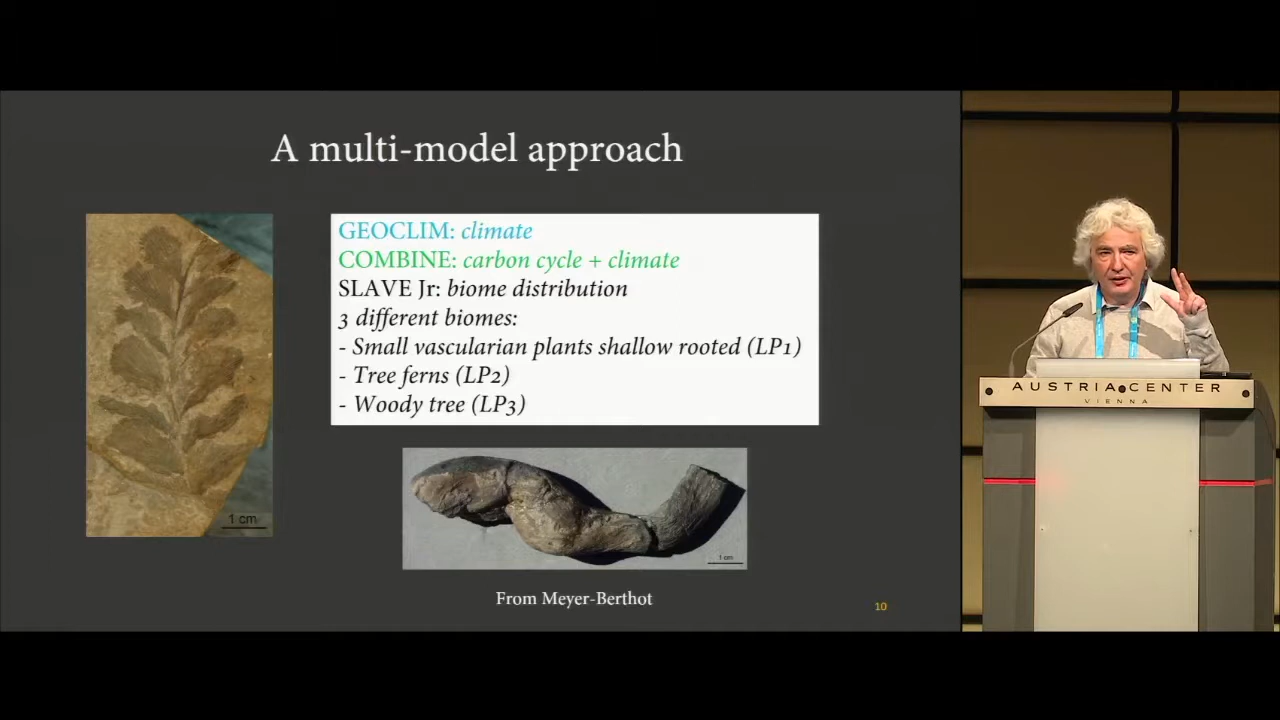 A multi-model approach
GEOCLIM: climate
COMBINE: carbon cycle + climate
SLAVE Jr: biome distribution
3 different biomes:
- Small vascularian plants shallow rooted (LP1)
- Tree ferns (LP2)
- Woody tree (LP3)
1 cm
1 cm
From Meyer-Berthot
10
AUSTRIA CENTER
VIENNA